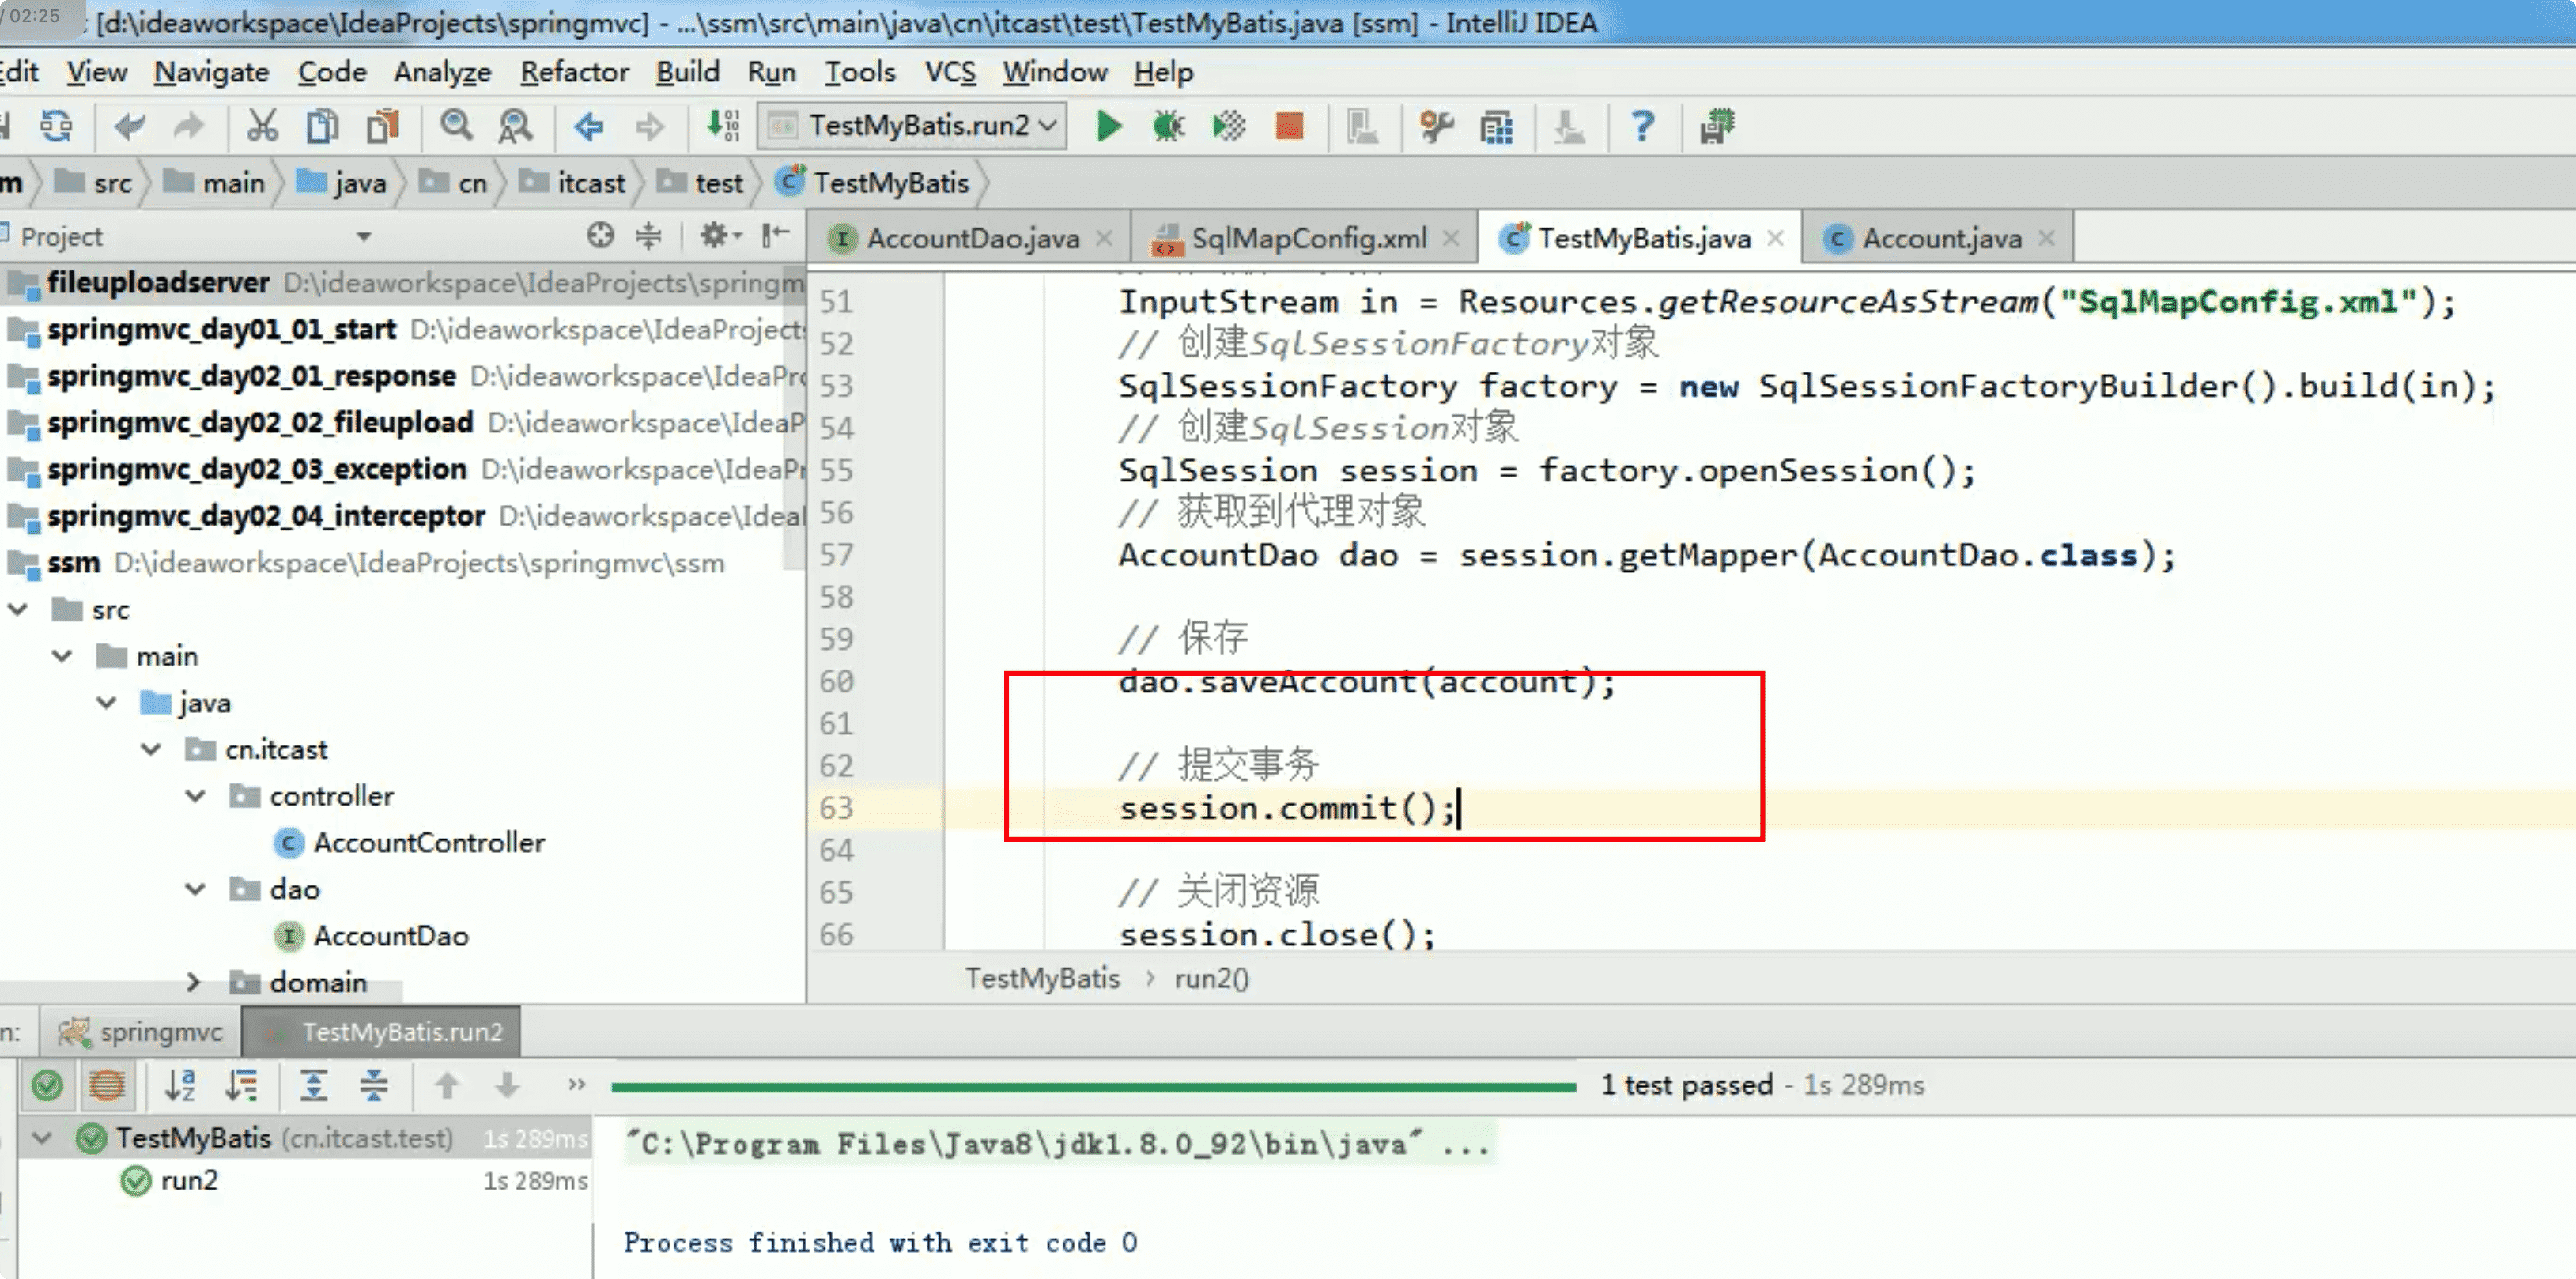 / 02:25
[d:\ideaworkspace\IdeaProjects\springmvc] - ...\ssm\src\main\java\cn\itcast\test\TestMyBatis.java [ssm] - IntelliJ IDEA
Edit View Navigate Code Analyze Refactor Build Run Tools VCS Window Help
TestMyBatis.run2
m src main java cn itcast test TestMyBatis
Project
AccountDao.java SqlMapConfig.xml TestMyBatis.java Account.java
fileuploadserver D:\ideaworkspace\IdeaProjects\springm
springmvc_day01_01_start D:\ideaworkspace\IdeaProjects
springmvc_day02_01_response D:\ideaworkspace\IdeaPro
springmvc_day02_02_fileupload D:\ideaworkspace\IdeaP
springmvc_day02_03_exception D:\ideaworkspace\IdeaPr
springmvc_day02_04_interceptor D:\ideaworkspace\Idea
ssm D:\ideaworkspace\IdeaProjects\springmvc\ssm
src
main
java
cn.itcast
controller
AccountController
dao
AccountDao
domain
51 InputStream in = Resources.getResourceAsStream("SqlMapConfig.xml");
52 // 创建SqlSessionFactory对象
53 SqlSessionFactory factory = new SqlSessionFactoryBuilder().build(in);
54 // 创建SqlSession对象
55 SqlSession session = factory.openSession();
56 // 获取到代理对象
57 AccountDao dao = session.getMapper(AccountDao.class);
58
59 // 保存
60 dao.saveAccount(account);
61
62 // 提交事务
63 session.commit();
64
65 // 关闭资源
66 session.close();
TestMyBatis › run2()
n: springmvc TestMyBatis.run2
» 1 test passed - 1s 289ms
TestMyBatis (cn.itcast.test) 1s 289ms
run2 1s 289ms
"C:\Program Files\Java8\jdk1.8.0_92\bin\java" ...
Process finished with exit code 0